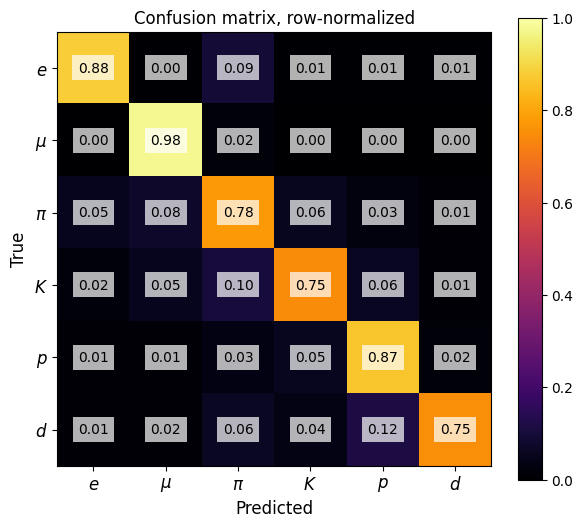 Confusion matrix, row-normalized
True
e 0.88 0.00 0.09 0.01 0.01 0.01
μ 0.00 0.98 0.02 0.00 0.00 0.00
π 0.05 0.08 0.78 0.06 0.03 0.01
K 0.02 0.05 0.10 0.75 0.06 0.01
p 0.01 0.01 0.03 0.05 0.87 0.02
d 0.01 0.02 0.06 0.04 0.12 0.75
e μ π K p d
Predicted
1.0
0.8
0.6
0.4
0.2
0.0